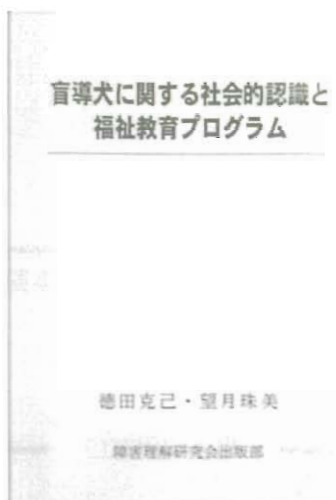 盲導犬に関する社会的認識と
福祉教育プログラム
徳田克己・望月珠美
障害理解研究会出版部